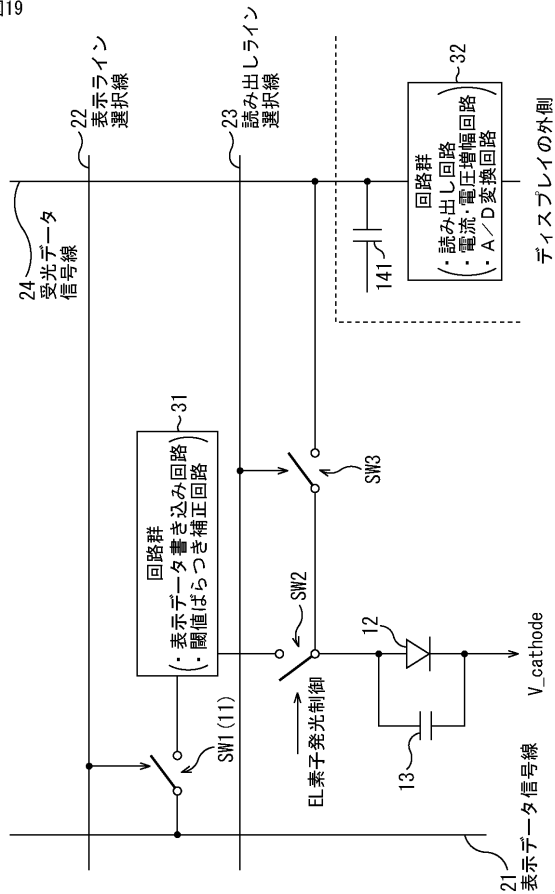 図19
22
表示ライン
選択線
23
読み出しライン
選択線
24
受光データ
信号線
31
回路群
・表示データ書き込み回路
・閾値ばらつき補正回路
32
回路群
・読み出し回路
・電流・電圧増幅回路
・A/D変換回路
141
ディスプレイの外側
SW1(11)
SW2
SW3
EL素子発光制御
12
13
V_cathode
21
表示データ信号線